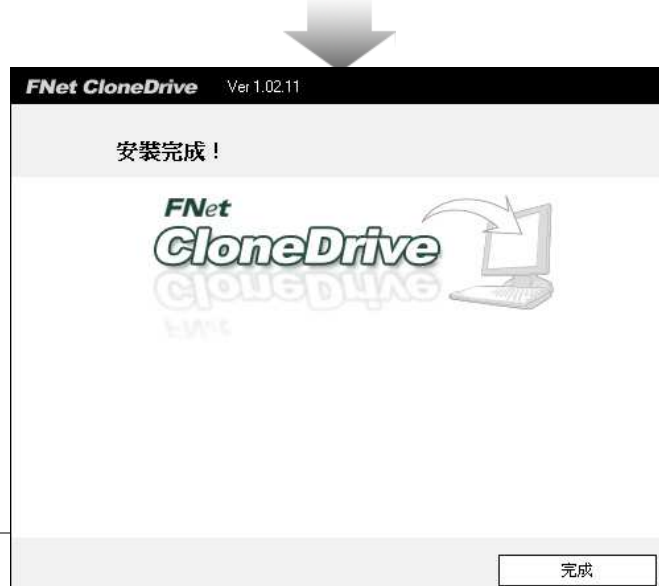 FNet CloneDrive Ver 1.02.11
安裝完成！
FNet
CloneDrive
完成